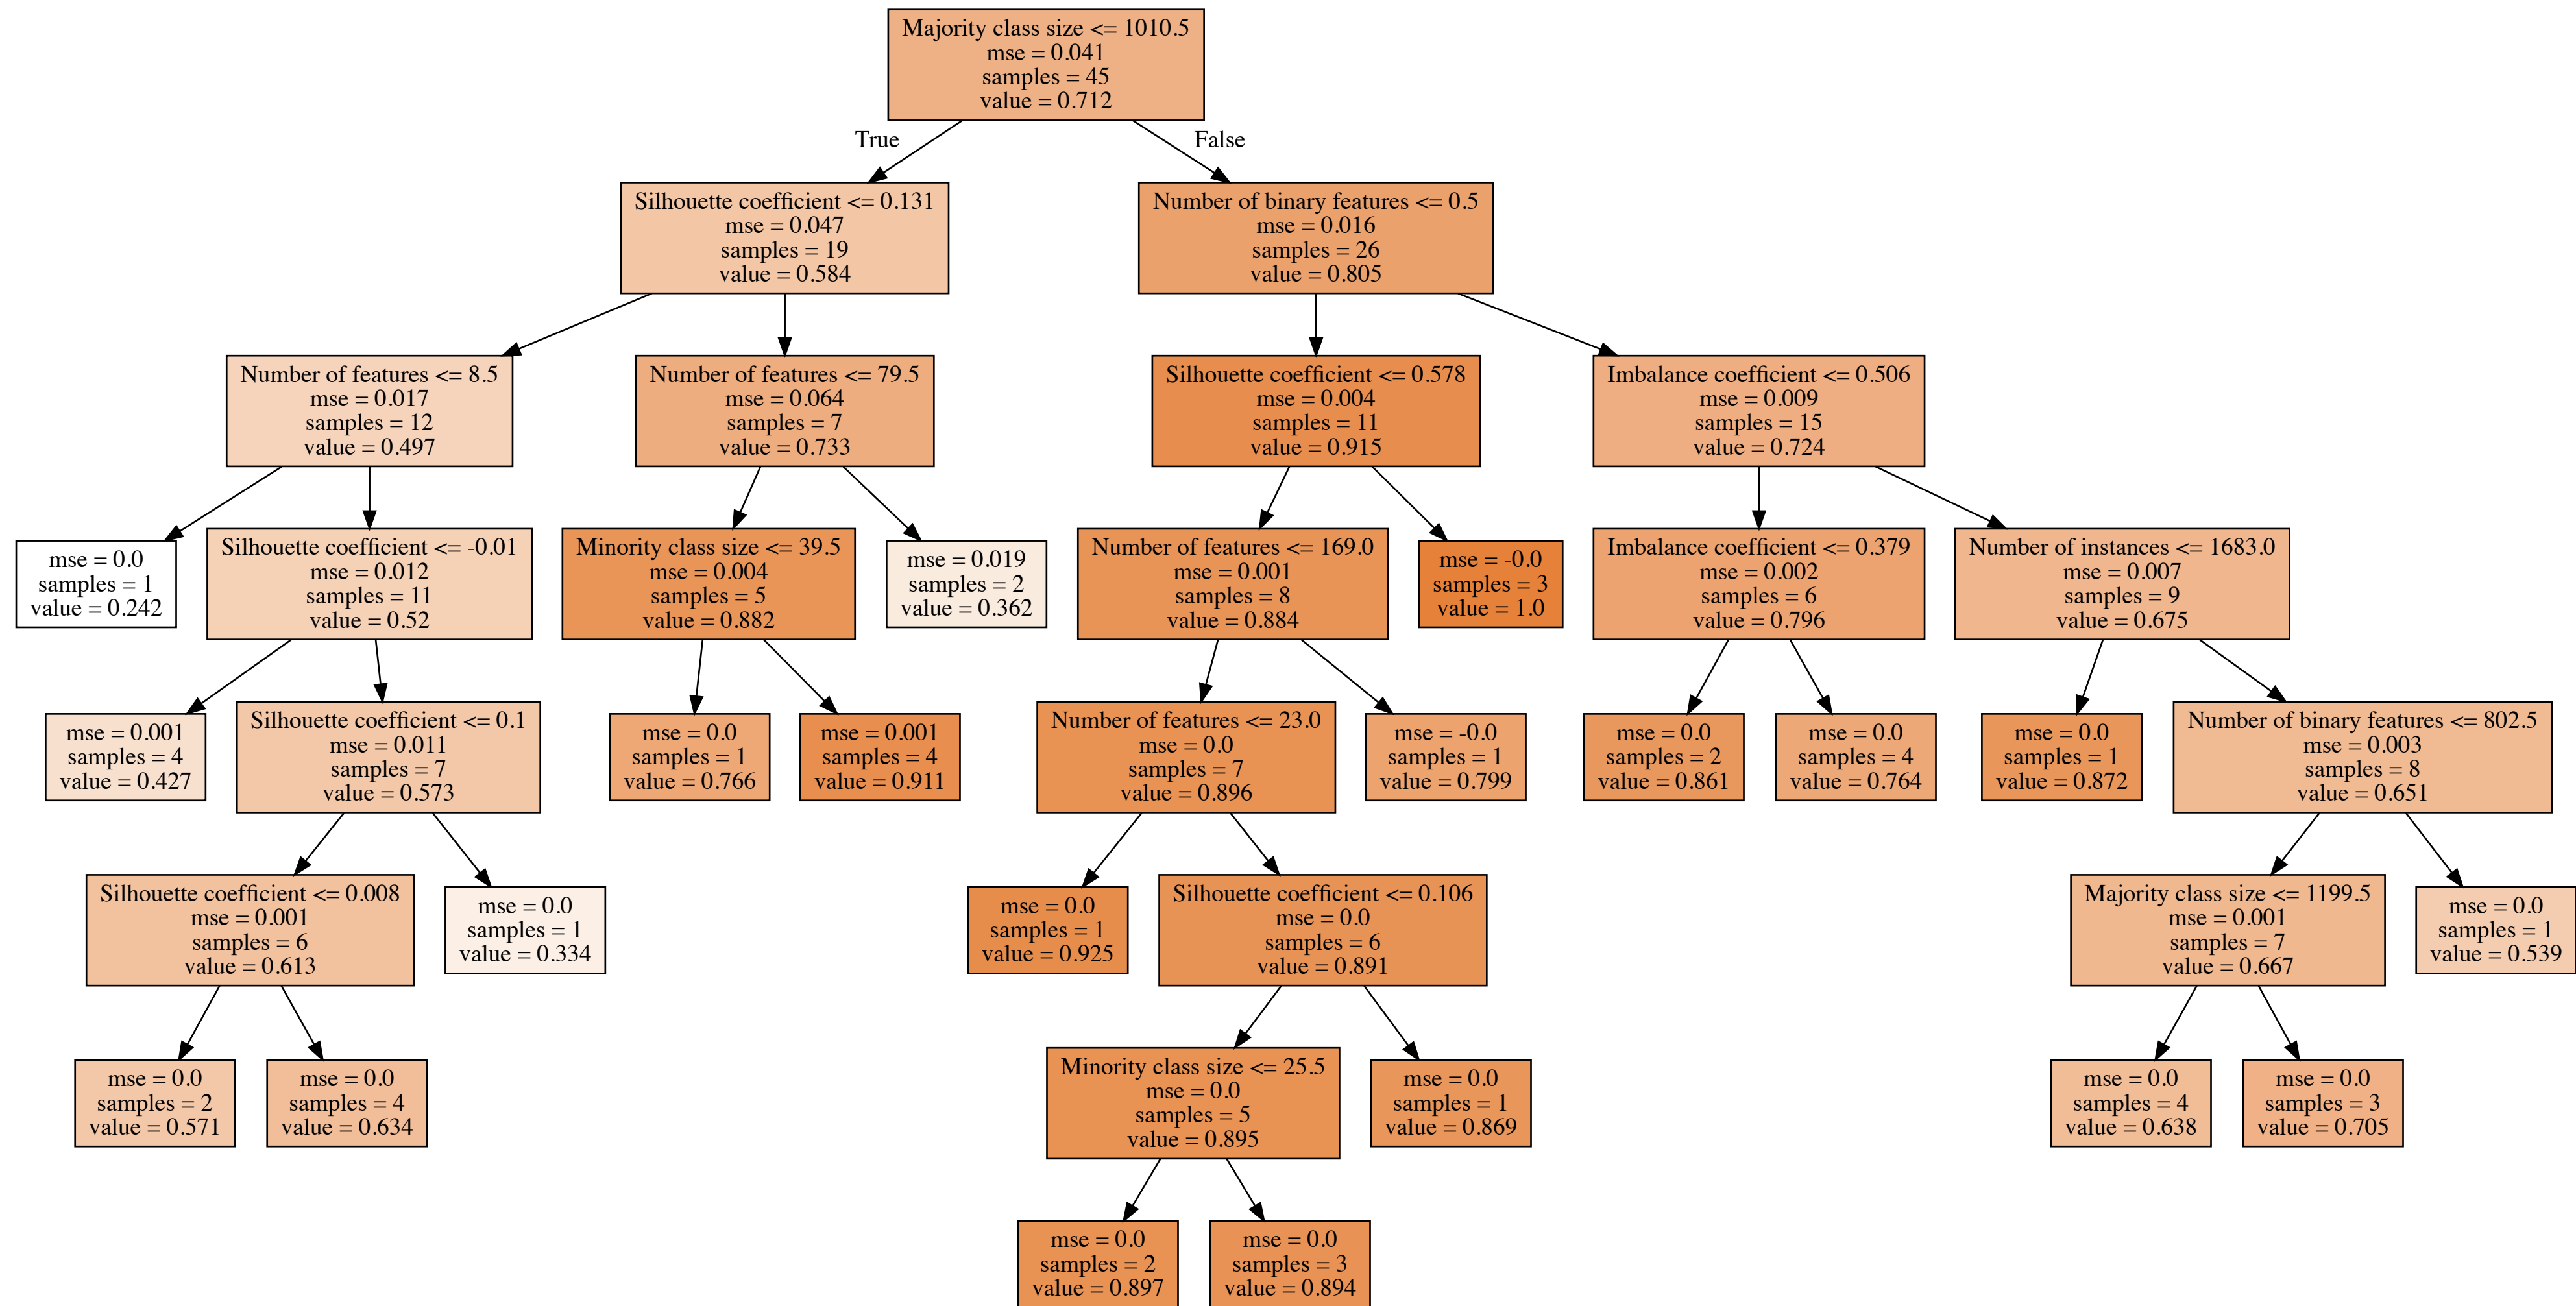 Majority class size <= 1010.5
mse = 0.041
samples = 45
value = 0.712
True
False
Silhouette coefficient <= 0.131
mse = 0.047
samples = 19
value = 0.584
Number of binary features <= 0.5
mse = 0.016
samples = 26
value = 0.805
Number of features <= 8.5
mse = 0.017
samples = 12
value = 0.497
Number of features <= 79.5
mse = 0.064
samples = 7
value = 0.733
Silhouette coefficient <= 0.578
mse = 0.004
samples = 11
value = 0.915
Imbalance coefficient <= 0.506
mse = 0.009
samples = 15
value = 0.724
mse = 0.0
samples = 1
value = 0.242
Silhouette coefficient <= -0.01
mse = 0.012
samples = 11
value = 0.52
Minority class size <= 39.5
mse = 0.004
samples = 5
value = 0.882
mse = 0.019
samples = 2
value = 0.362
Number of features <= 169.0
mse = 0.001
samples = 8
value = 0.884
mse = -0.0
samples = 3
value = 1.0
Imbalance coefficient <= 0.379
mse = 0.002
samples = 6
value = 0.796
Number of instances <= 1683.0
mse = 0.007
samples = 9
value = 0.675
mse = 0.001
samples = 4
value = 0.427
Silhouette coefficient <= 0.1
mse = 0.011
samples = 7
value = 0.573
mse = 0.0
samples = 1
value = 0.766
mse = 0.001
samples = 4
value = 0.911
Number of features <= 23.0
mse = 0.0
samples = 7
value = 0.896
mse = -0.0
samples = 1
value = 0.799
mse = 0.0
samples = 2
value = 0.861
mse = 0.0
samples = 4
value = 0.764
mse = 0.0
samples = 1
value = 0.872
Number of binary features <= 802.5
mse = 0.003
samples = 8
value = 0.651
Silhouette coefficient <= 0.008
mse = 0.001
samples = 6
value = 0.613
mse = 0.0
samples = 1
value = 0.334
mse = 0.0
samples = 1
value = 0.925
Silhouette coefficient <= 0.106
mse = 0.0
samples = 6
value = 0.891
Majority class size <= 1199.5
mse = 0.001
samples = 7
value = 0.667
mse = 0.0
samples = 1
value = 0.539
mse = 0.0
samples = 2
value = 0.571
mse = 0.0
samples = 4
value = 0.634
Minority class size <= 25.5
mse = 0.0
samples = 5
value = 0.895
mse = 0.0
samples = 1
value = 0.869
mse = 0.0
samples = 4
value = 0.638
mse = 0.0
samples = 3
value = 0.705
mse = 0.0
samples = 2
value = 0.897
mse = 0.0
samples = 3
value = 0.894